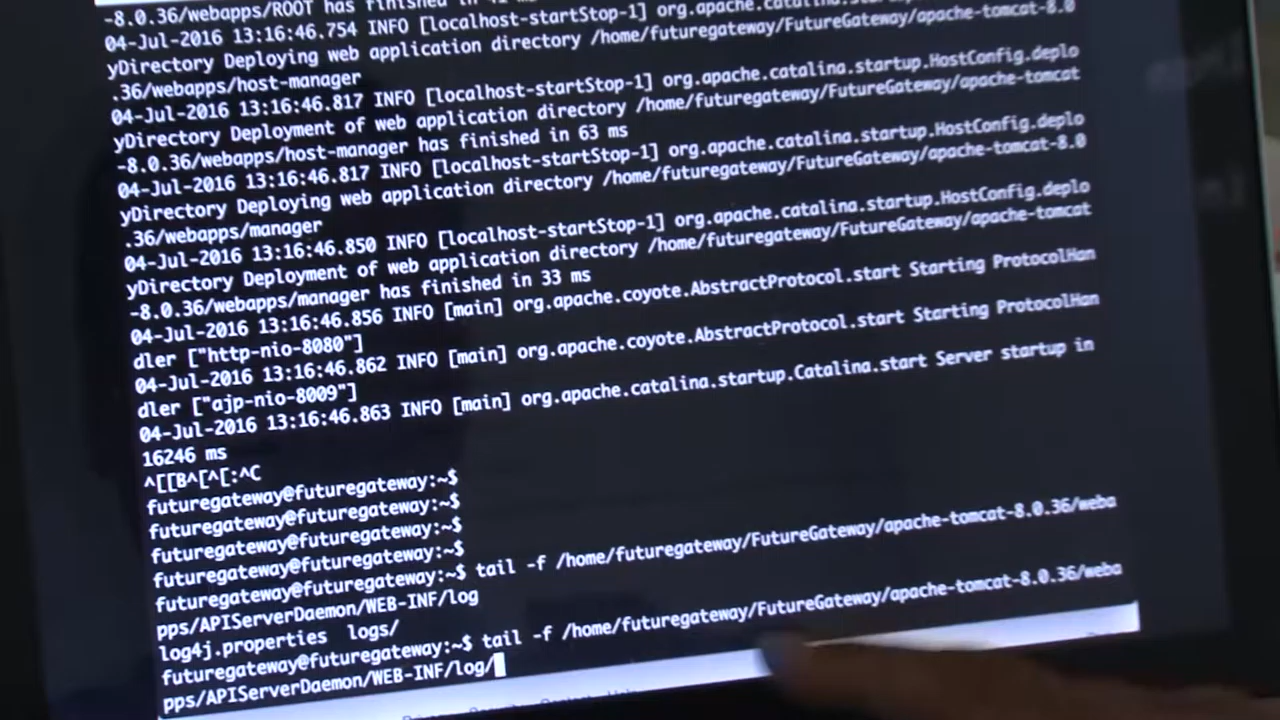 -8.0.36/webapps/ROOT has finished in 41 ms
04-Jul-2016 13:16:46.754 INFO [localhost-startStop-1] org.apache.catalina.startup.HostConfig.deplo
yDirectory Deploying web application directory /home/futuregateway/FutureGateway/apache-tomcat-8.0
.36/webapps/host-manager
04-Jul-2016 13:16:46.817 INFO [localhost-startStop-1] org.apache.catalina.startup.HostConfig.deplo
yDirectory Deployment of web application directory /home/futuregateway/FutureGateway/apache-tomcat
-8.0.36/webapps/host-manager has finished in 63 ms
04-Jul-2016 13:16:46.817 INFO [localhost-startStop-1] org.apache.catalina.startup.HostConfig.deplo
yDirectory Deploying web application directory /home/futuregateway/FutureGateway/apache-tomcat-8.0
.36/webapps/manager
04-Jul-2016 13:16:46.850 INFO [localhost-startStop-1] org.apache.catalina.startup.HostConfig.deplo
yDirectory Deployment of web application directory /home/futuregateway/FutureGateway/apache-tomcat
-8.0.36/webapps/manager has finished in 33 ms
04-Jul-2016 13:16:46.856 INFO [main] org.apache.coyote.AbstractProtocol.start Starting ProtocolHan
dler ["http-nio-8080"]
04-Jul-2016 13:16:46.862 INFO [main] org.apache.coyote.AbstractProtocol.start Starting ProtocolHan
dler ["ajp-nio-8009"]
04-Jul-2016 13:16:46.863 INFO [main] org.apache.catalina.startup.Catalina.start Server startup in
16246 ms
^[[B^[^[:^C
futuregateway@futuregateway:~$
futuregateway@futuregateway:~$
futuregateway@futuregateway:~$
futuregateway@futuregateway:~$
futuregateway@futuregateway:~$ tail -f /home/futuregateway/FutureGateway/apache-tomcat-8.0.36/weba
pps/APIServerDaemon/WEB-INF/log
log4j.properties logs/
futuregateway@futuregateway:~$ tail -f /home/futuregateway/FutureGateway/apache-tomcat-8.0.36/weba
pps/APIServerDaemon/WEB-INF/log/